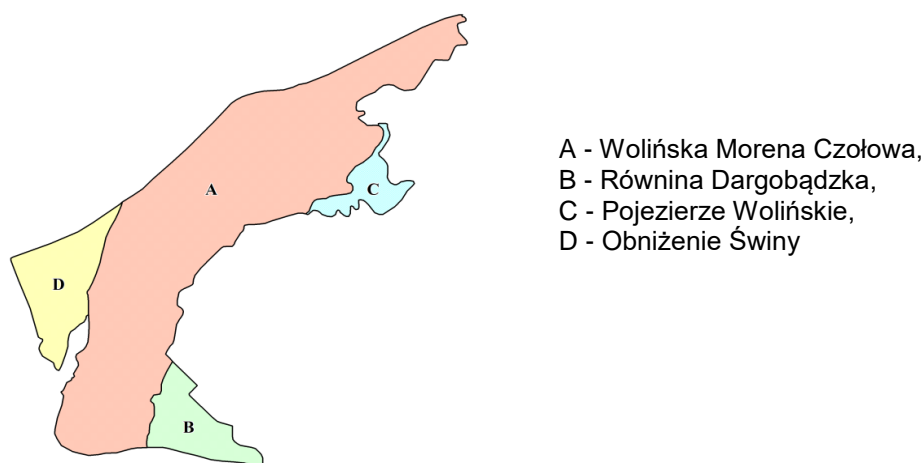 A
C
D
B
A - Wolińska Morena Czołowa,
B - Równina Dargobądzka,
C - Pojezierze Wolińskie,
D - Obniżenie Świny